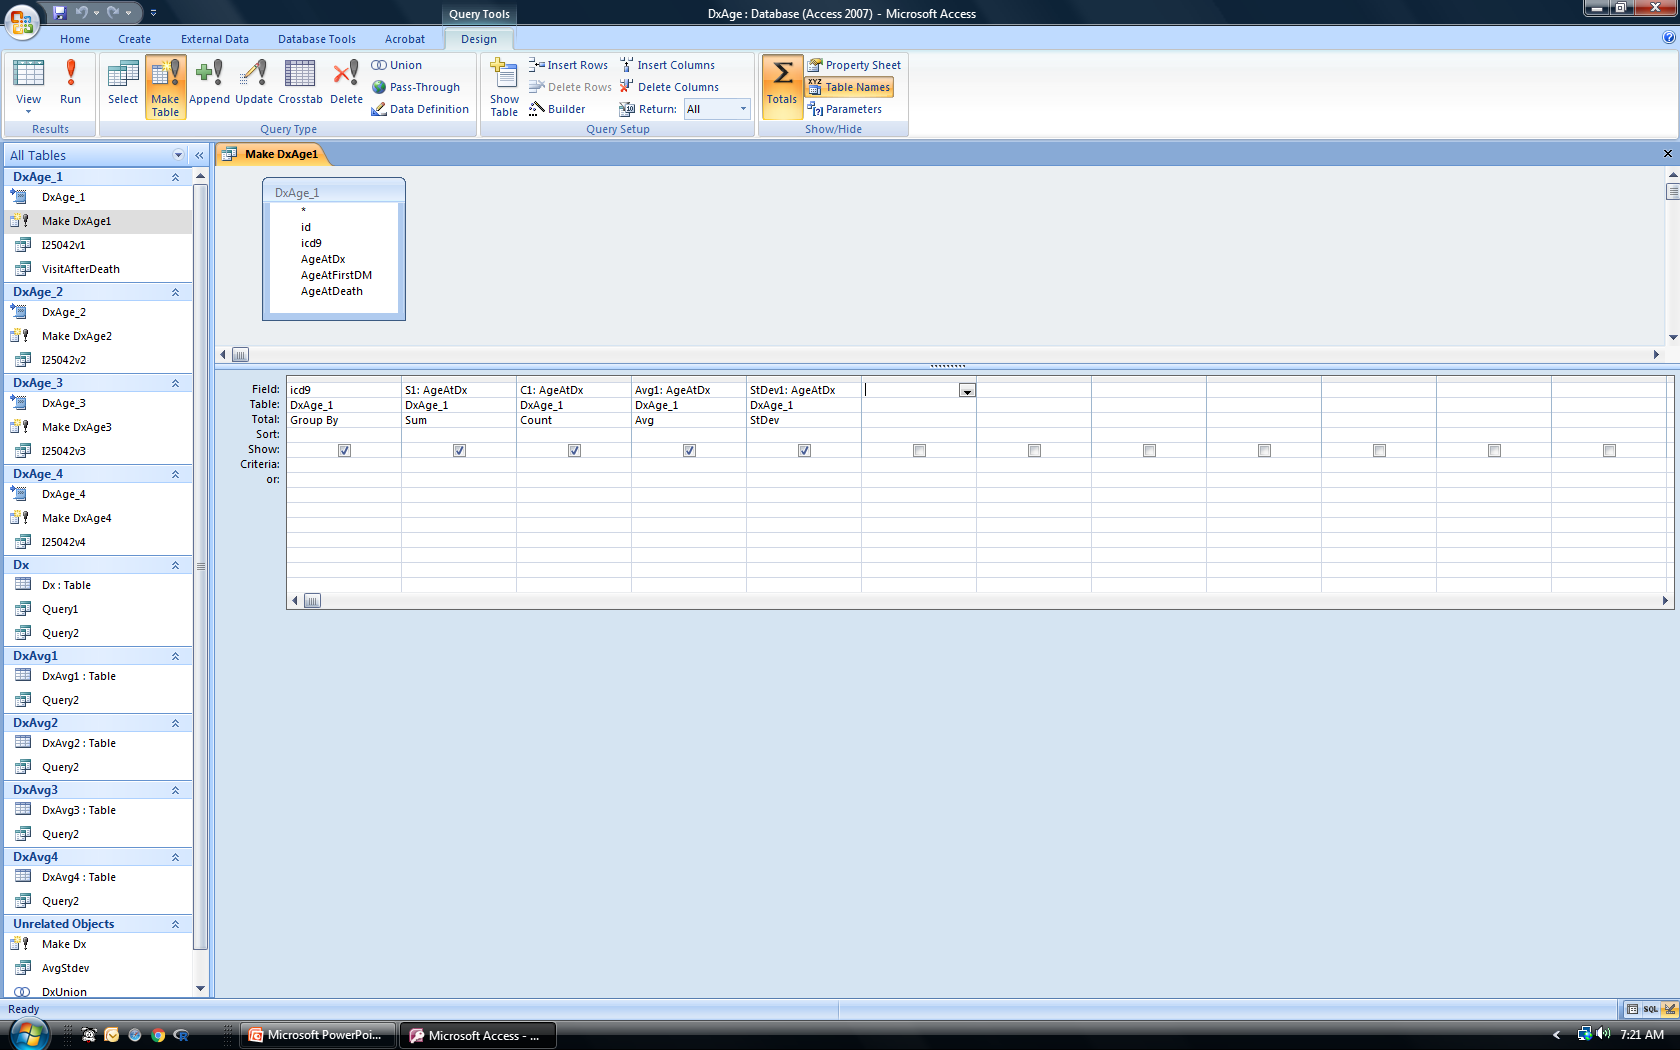 Query Tools
DxAge : Database (Access 2007) - Microsoft Access
Home Create External Data Database Tools Acrobat Design
View Run
Results
Select Make Table Append Update Crosstab Delete
Union
Pass-Through
Data Definition
Query Type
Show Table
Insert Rows
Delete Rows
Builder
Insert Columns
Delete Columns
Return: All
Query Setup
Totals
Property Sheet
XYZ Table Names
Parameters
Show/Hide
All Tables
DxAge_1
DxAge_1
Make DxAge1
I25042v1
VisitAfterDeath
DxAge_2
DxAge_2
Make DxAge2
I25042v2
DxAge_3
DxAge_3
Make DxAge3
I25042v3
DxAge_4
DxAge_4
Make DxAge4
I25042v4
Dx
Dx : Table
Query1
Query2
DxAvg1
DxAvg1 : Table
Query2
DxAvg2
DxAvg2 : Table
Query2
DxAvg3
DxAvg3 : Table
Query2
DxAvg4
DxAvg4 : Table
Query2
Unrelated Objects
Make Dx
AvgStdev
DxUnion
Make DxAge1
DxAge_1
*
id
icd9
AgeAtDx
AgeAtFirstDM
AgeAtDeath
Field: icd9 S1: AgeAtDx C1: AgeAtDx Avg1: AgeAtDx StDev1: AgeAtDx
Table: DxAge_1 DxAge_1 DxAge_1 DxAge_1 DxAge_1
Total: Group By Sum Count Avg StDev
Sort:
Show:
Criteria:
or:
Ready
SQL
Microsoft PowerPoi... Microsoft Access - ...
7:21 AM